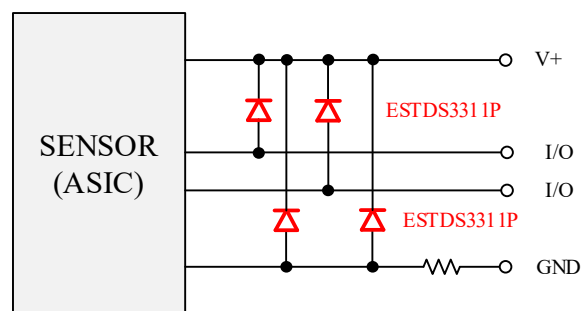 V+
ESTDS3311P
SENSOR
(ASIC)
I/O
I/O
ESTDS3311P
GND